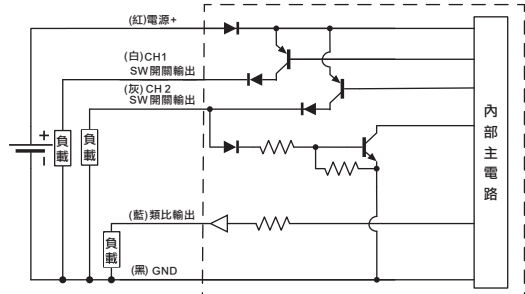 (紅)電源+
(白)CH1
SW開關輸出
(灰)CH 2
SW開關輸出
+
負載
負載
(藍)類比輸出
負載
(黑) GND
內部主電路